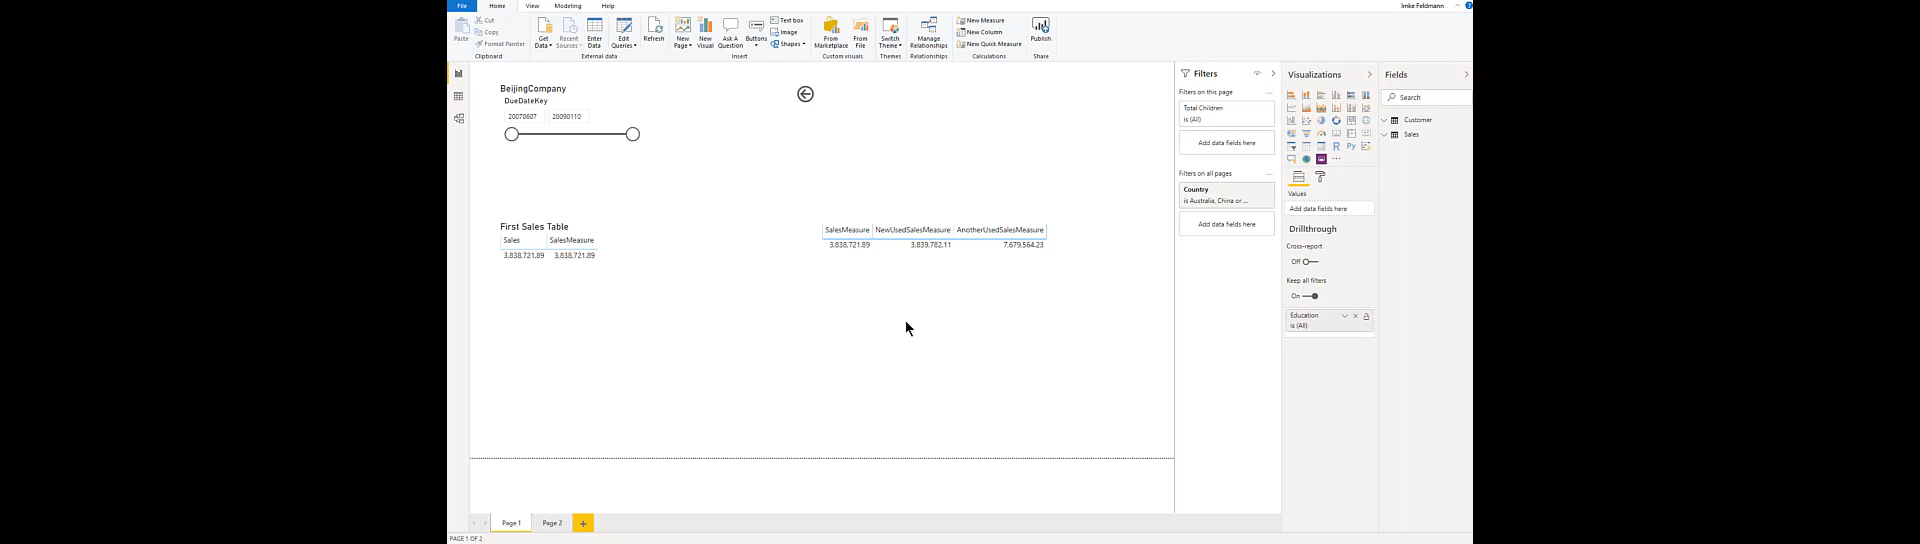 File Home View Modeling Help Imke Feldmann
Paste Cut Copy Format Painter Clipboard
Get Data Recent Sources Enter Data Edit Queries Refresh External data
New Page New Visual Ask A Question Buttons Text box Image Shapes Insert
From Marketplace From File Custom visuals
Switch Theme Themes
Manage Relationships Relationships
New Measure New Column New Quick Measure Calculations
Publish Share
BeijingCompany
DueDateKey
20070607 20090110
First Sales Table
Sales SalesMeasure
3,838,721.89 3,838,721.89
SalesMeasure NewUsedSalesMeasure AnotherUsedSalesMeasure
3,838,721.89 3,839,782.11 7,679,564.23
Filters
Filters on this page ...
Total Children
is (All)
Add data fields here
Filters on all pages ...
Country
is Australia, China or ...
Add data fields here
Visualizations
R Py
Values
Add data fields here
Drillthrough
Cross-report
Off
Keep all filters
On
Education
is (All)
Fields
Search
Customer
Sales
Page 1 Page 2 +
PAGE 1 OF 2